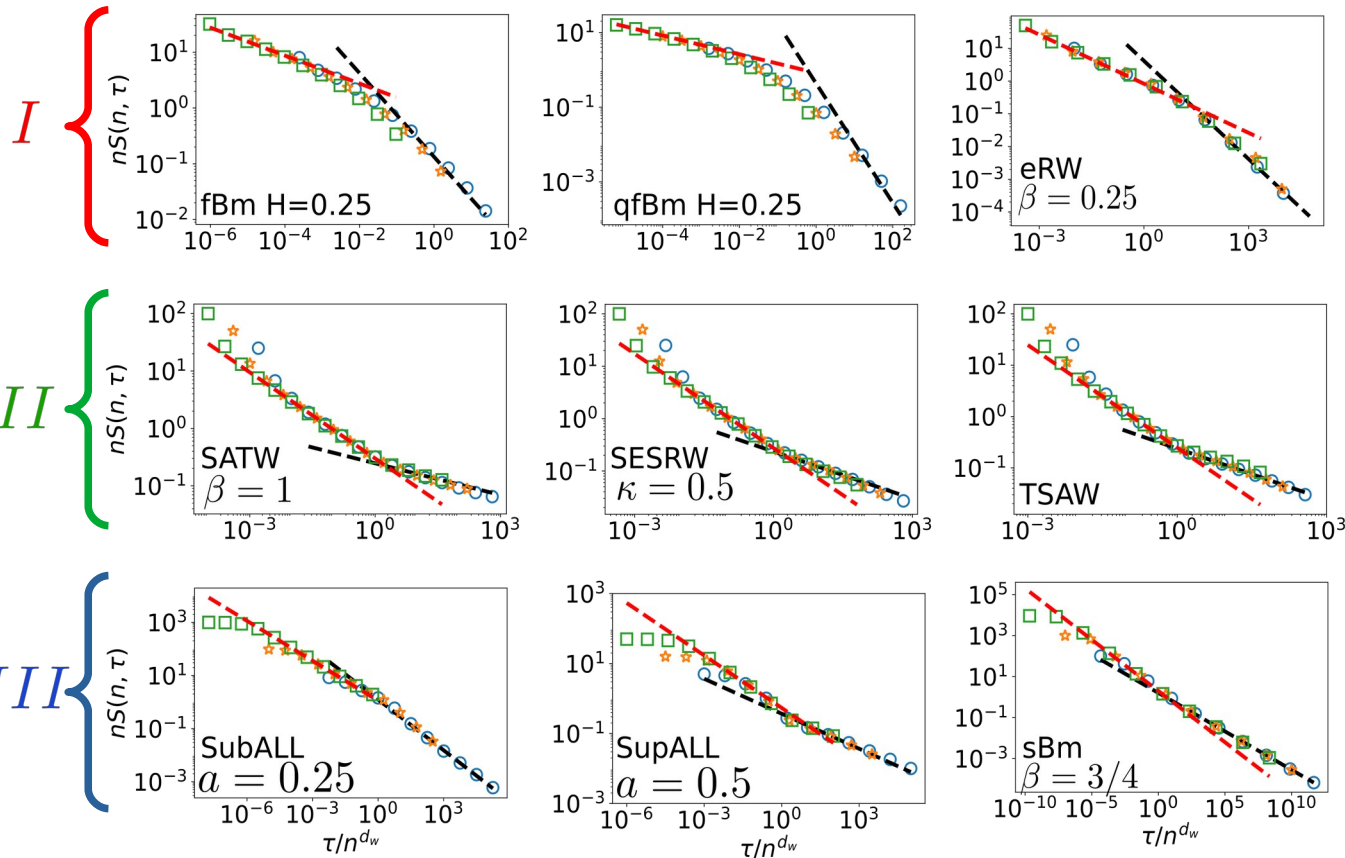 I
nS(n, τ)
10^1
10^0
10^-1
10^-2
fBm H=0.25
10^-6 10^-4 10^-2 10^0 10^2
10^1
10^-1
10^-3
qfBm H=0.25
10^-4 10^-2 10^0 10^2
10^1
10^0
10^-1
10^-2
10^-3
10^-4
eRW
β = 0.25
10^-3 10^0 10^3
II
nS(n, τ)
10^2
10^1
10^0
10^-1
SATW
β = 1
10^-3 10^0 10^3
10^2
10^1
10^0
10^-1
SESRW
κ = 0.5
10^-3 10^0 10^3
10^2
10^1
10^0
10^-1
TSAW
10^-3 10^0 10^3
III
nS(n, τ)
10^3
10^1
10^-1
10^-3
SubALL
a = 0.25
10^-6 10^-3 10^0 10^3
τ/n^{d_w}
10^3
10^1
10^-1
10^-3
SupALL
a = 0.5
10^-6 10^-3 10^0 10^3
τ/n^{d_w}
10^5
10^3
10^1
10^-1
10^-3
sBm
β = 3/4
10^-10 10^-5 10^0 10^5 10^10
τ/n^{d_w}